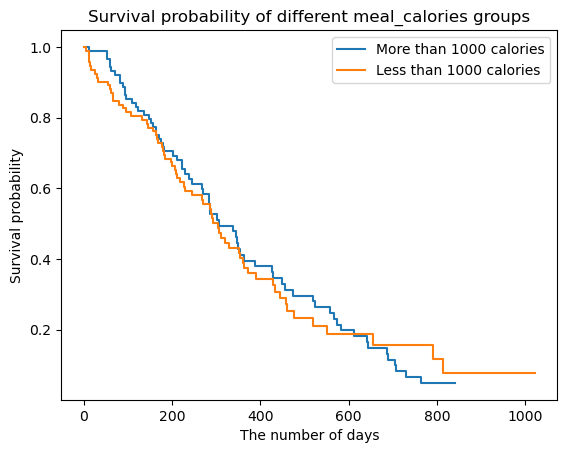 Survival probability of different meal_calories groups
More than 1000 calories
Less than 1000 calories
Survival probability
1.0
0.8
0.6
0.4
0.2
0
200
400
600
800
1000
The number of days